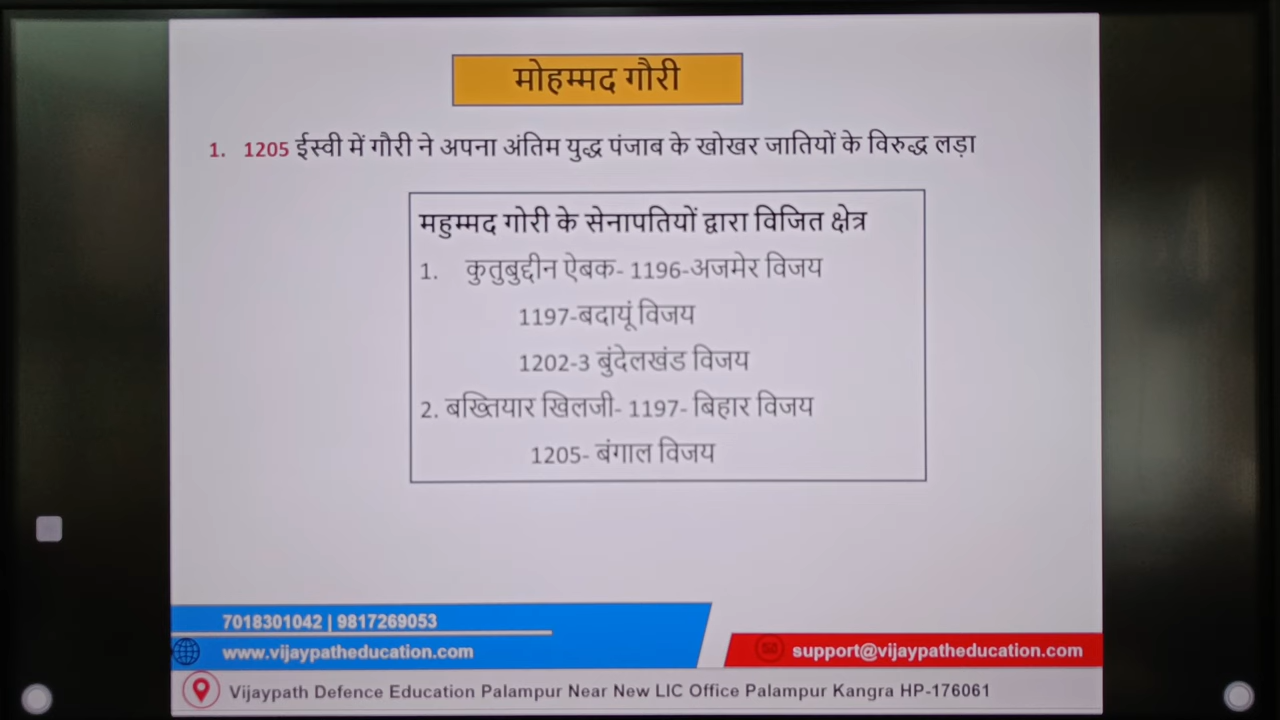 मोहम्मद गौरी
1. 1205 ईस्वी में गौरी ने अपना अंतिम युद्ध पंजाब के खोखर जातियों के विरुद्ध लड़ा
महुम्मद गोरी के सेनापतियों द्वारा विजित क्षेत्र
1. कुतुबुद्दीन ऐबक- 1196-अजमेर विजय
1197-बदायूं विजय
1202-3 बुंदेलखंड विजय
2. बख्तियार खिलजी- 1197- बिहार विजय
1205- बंगाल विजय
7018301042 | 9817269053
www.vijaypatheducation.com
support@vijaypatheducation.com
Vijaypath Defence Education Palampur Near New LIC Office Palampur Kangra HP-176061